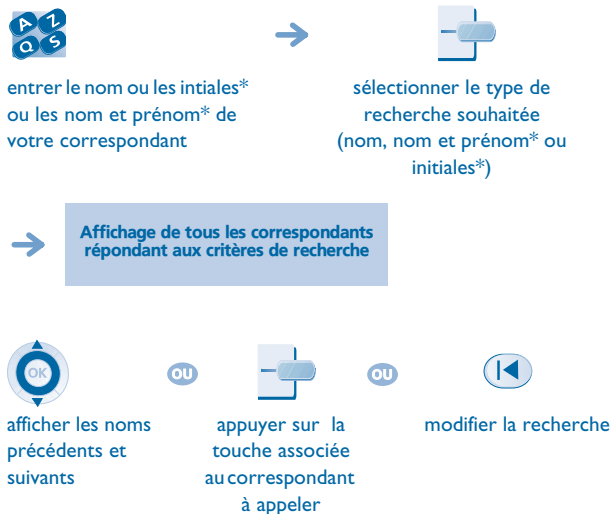 A Z
Q S
entrer le nom ou les intiales*
ou les nom et prénom* de
votre correspondant
sélectionner le type de
recherche souhaitée
(nom, nom et prénom* ou
initiales*)
Affichage de tous les correspondants
répondant aux critères de recherche
OK
OU
OU
afficher les noms
précédents et
suivants
appuyer sur la
touche associée
au correspondant
à appeler
modifier la recherche